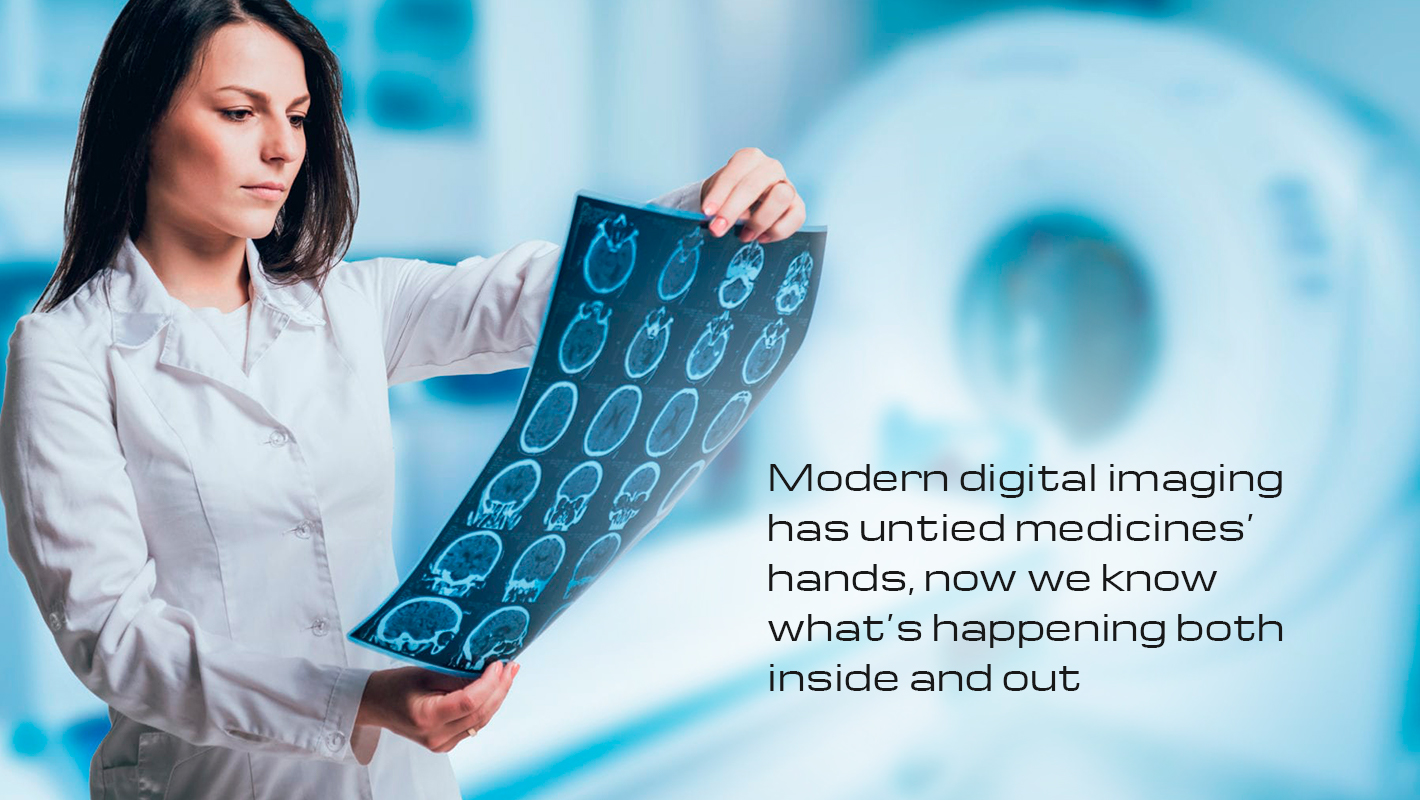 Modern digital imaging
has untied medicines’
hands, now we know
what’s happening both
inside and out